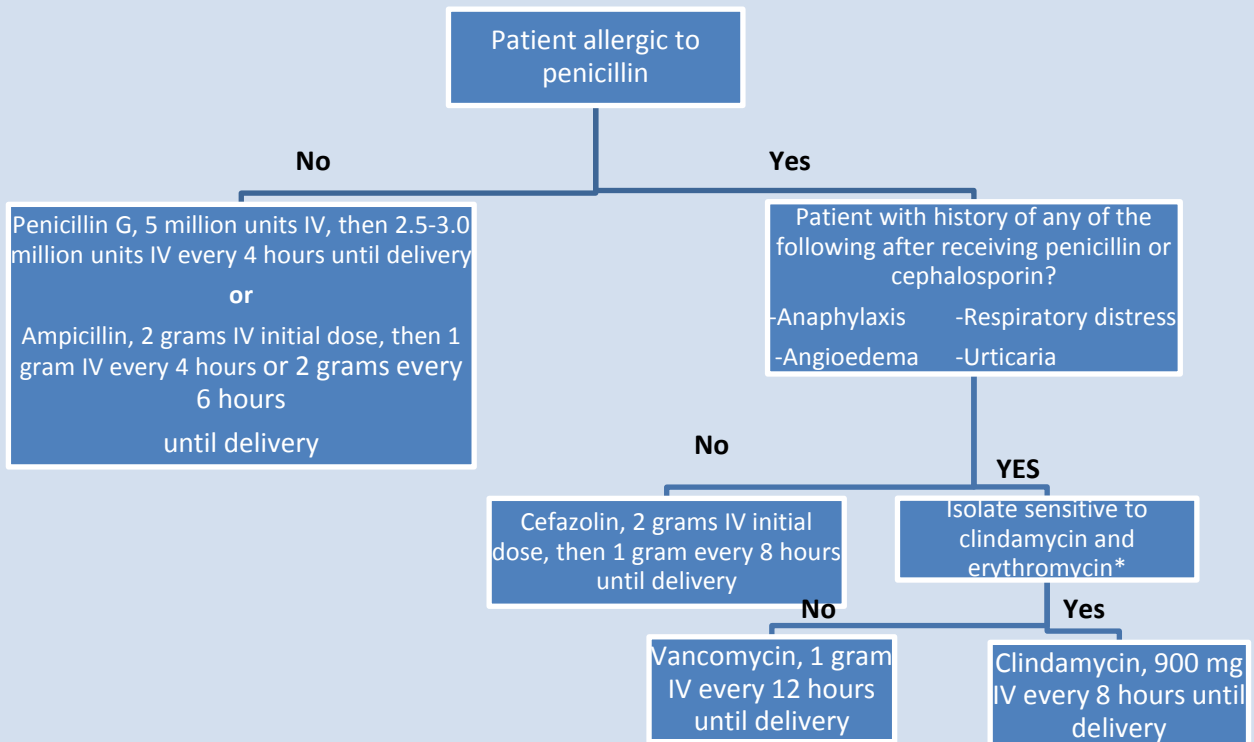 Patient allergic to
penicillin
No
Yes
Penicillin G, 5 million units IV, then 2.5-3.0
million units IV every 4 hours until delivery
or
Ampicillin, 2 grams IV initial dose, then 1
gram IV every 4 hours or 2 grams every
6 hours
until delivery
Patient with history of any of the
following after receiving penicillin or
cephalosporin?
-Anaphylaxis -Respiratory distress
-Angioedema -Urticaria
No
YES
Cefazolin, 2 grams IV initial
dose, then 1 gram every 8 hours
until delivery
Isolate sensitive to
clindamycin and
erythromycin*
No
Yes
Vancomycin, 1 gram
IV every 12 hours
until delivery
Clindamycin, 900 mg
IV every 8 hours until
delivery